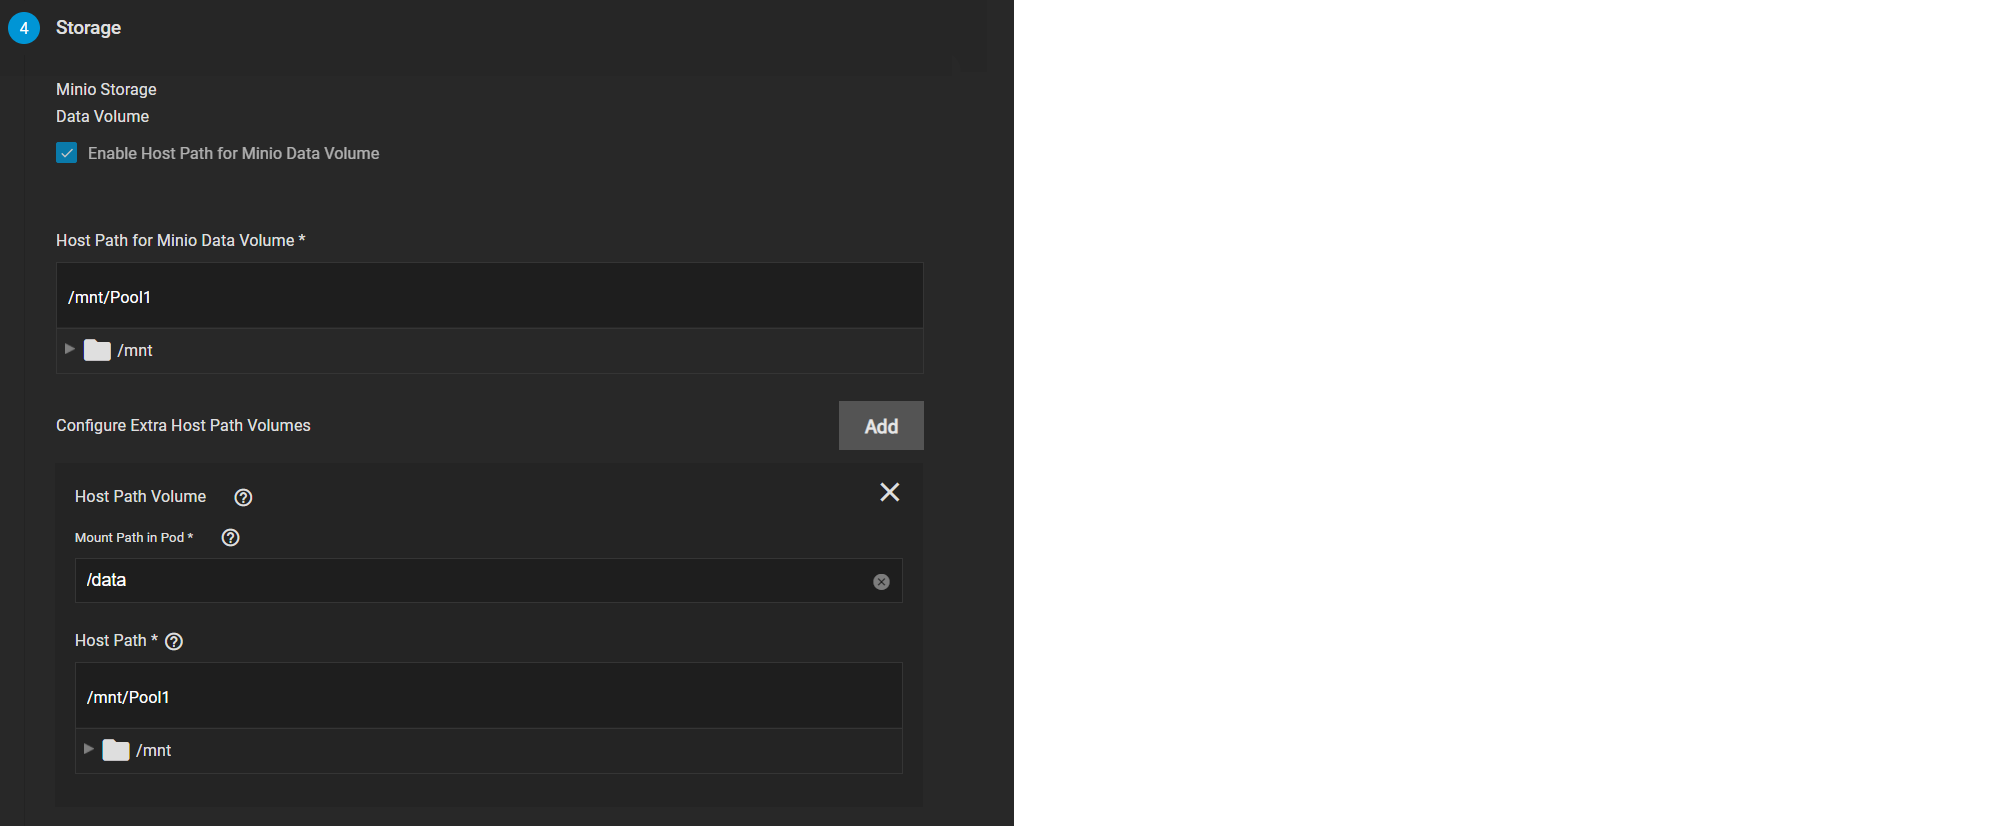 4 Storage
Minio Storage
Data Volume
Enable Host Path for Minio Data Volume
Host Path for Minio Data Volume *
/mnt/Pool1
/mnt
Configure Extra Host Path Volumes Add
Host Path Volume
Mount Path in Pod *
/data
Host Path *
/mnt/Pool1
/mnt